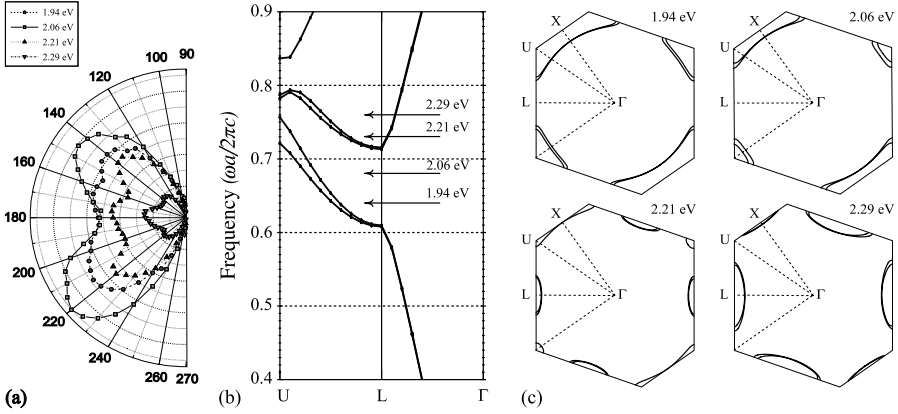 1.94 eV
2.06 eV
2.21 eV
2.29 eV
90
100
120
140
160
180
200
220
240
260
270
(a)
Frequency (ωa/2πc)
0.9
0.8
0.7
0.6
0.5
0.4
2.29 eV
2.21 eV
2.06 eV
1.94 eV
U
L
Γ
(b)
1.94 eV
X
U
L
Γ
2.06 eV
X
U
L
Γ
2.21 eV
X
U
L
Γ
2.29 eV
X
U
L
Γ
(c)